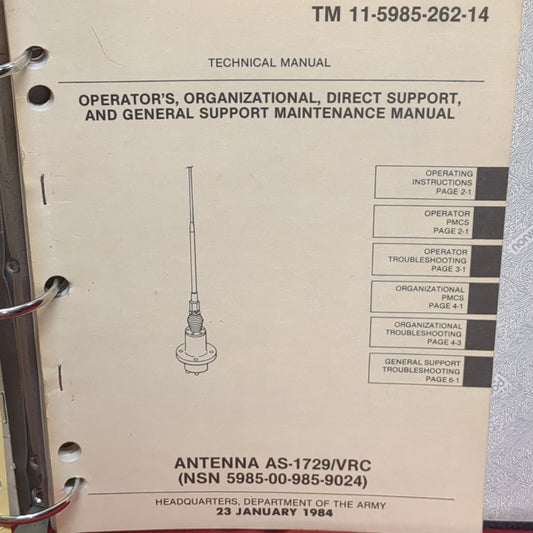 TM 11-5985-262-14
TECHNICAL MANUAL
OPERATOR'S, ORGANIZATIONAL, DIRECT SUPPORT,
AND GENERAL SUPPORT MAINTENANCE MANUAL
OPERATING
INSTRUCTIONS
PAGE 2-1
OPERATOR
PMCS
PAGE 2-1
OPERATOR
TROUBLESHOOTING
PAGE 3-1
ORGANIZATIONAL
PMCS
PAGE 4-1
ORGANIZATIONAL
TROUBLESHOOTING
PAGE 4-3
GENERAL SUPPORT
TROUBLESHOOTING
PAGE 6-1
ANTENNA AS-1729/VRC
(NSN 5985-00-985-9024)
HEADQUARTERS, DEPARTMENT OF THE ARMY
23 JANUARY 1984